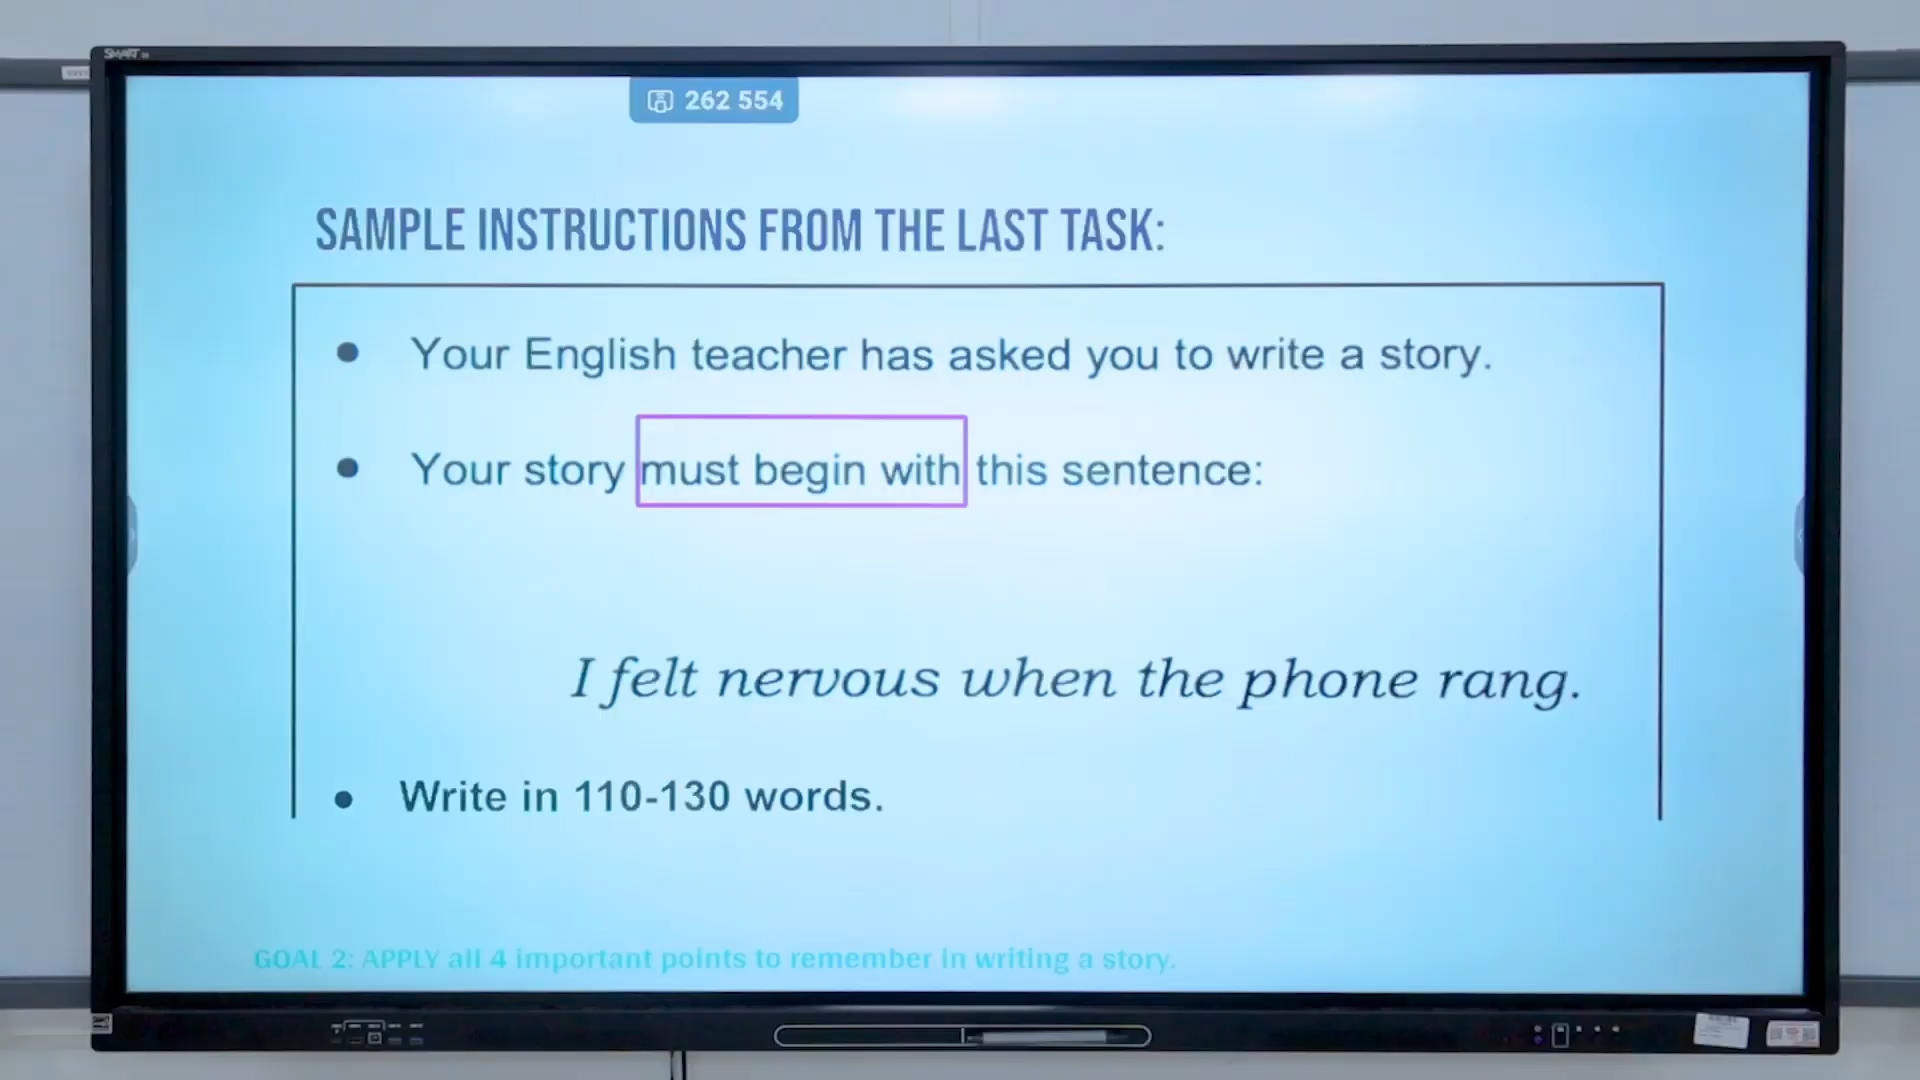 SMART
262 554
SAMPLE INSTRUCTIONS FROM THE LAST TASK:
● Your English teacher has asked you to write a story.
● Your story must begin with this sentence:
I felt nervous when the phone rang.
● Write in 110-130 words.
GOAL 2: APPLY all 4 important points to remember in writing a story.